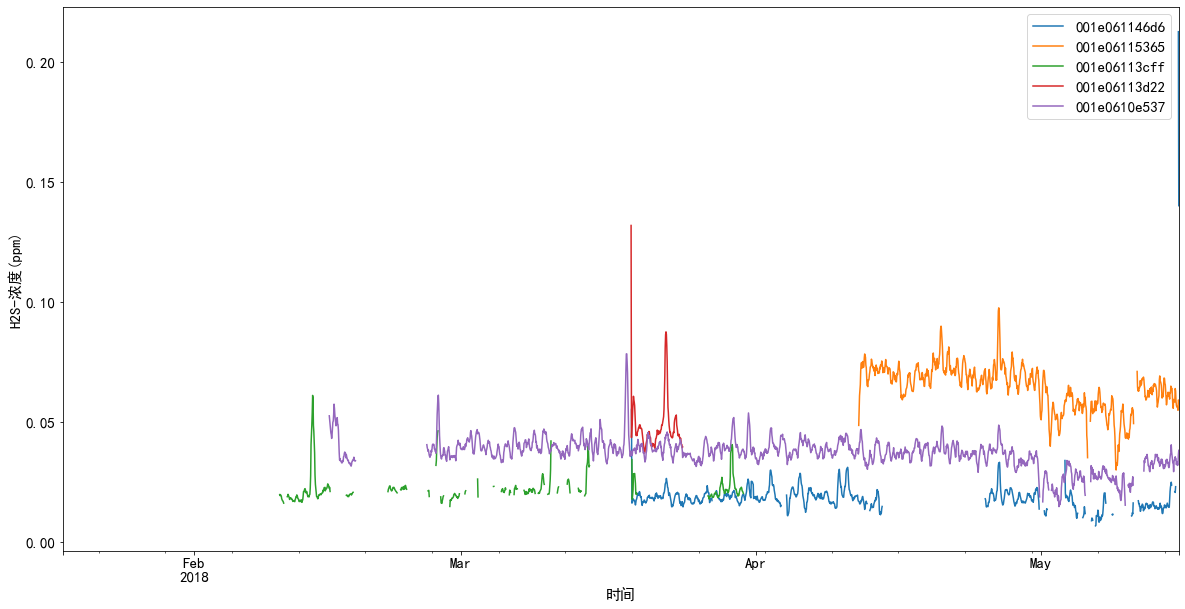 001e061146d6
001e06115365
001e06113cff
001e06113d22
001e0610e537
0.20
0.15
0.10
0.05
0.00
H2S-浓度(ppm)
Feb Mar Apr May
2018
时间